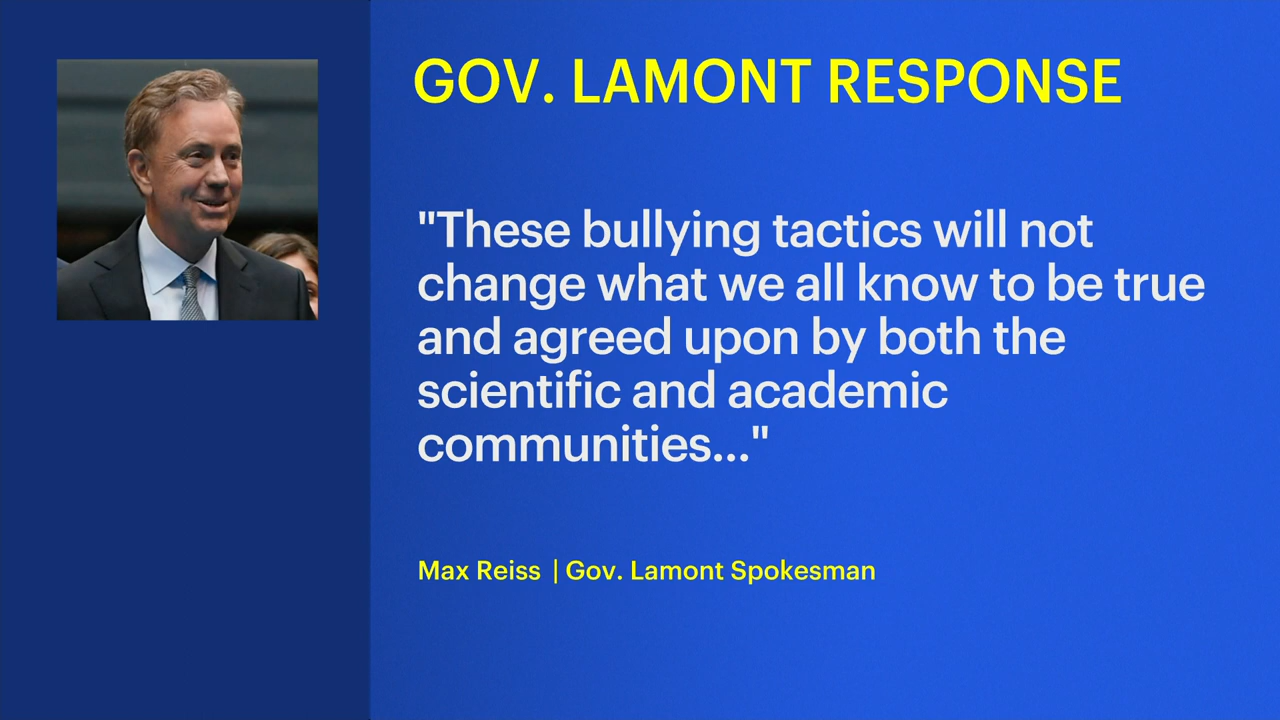 GOV. LAMONT RESPONSE
"These bullying tactics will not
change what we all know to be true
and agreed upon by both the
scientific and academic
communities..."
Max Reiss | Gov. Lamont Spokesman